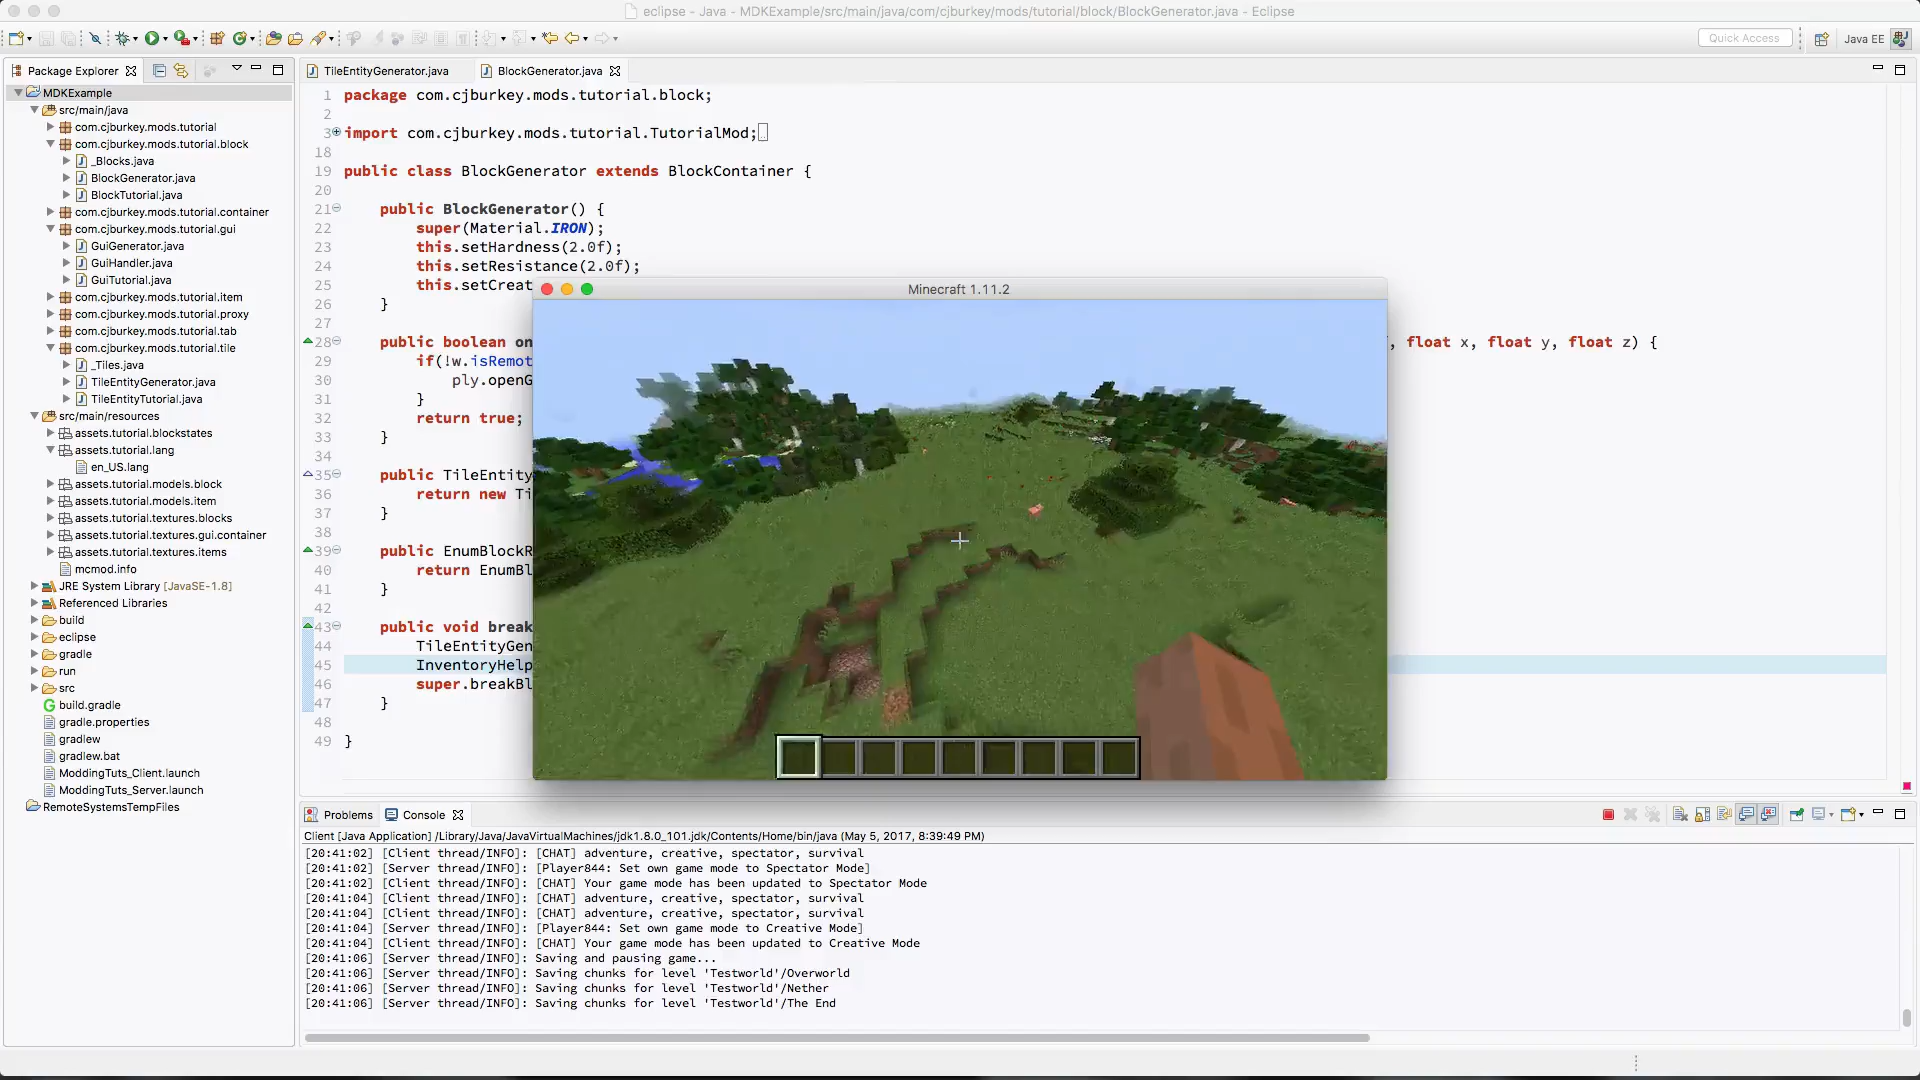 eclipse - Java - MDKExample/src/main/java/com/cjburkey/mods/tutorial/block/BlockGenerator.java - Eclipse
Quick Access
Java EE
Package Explorer
MDKExample
src/main/java
com.cjburkey.mods.tutorial
com.cjburkey.mods.tutorial.block
_Blocks.java
BlockGenerator.java
BlockTutorial.java
com.cjburkey.mods.tutorial.container
com.cjburkey.mods.tutorial.gui
GuiGenerator.java
GuiHandler.java
GuiTutorial.java
com.cjburkey.mods.tutorial.item
com.cjburkey.mods.tutorial.proxy
com.cjburkey.mods.tutorial.tab
com.cjburkey.mods.tutorial.tile
_Tiles.java
TileEntityGenerator.java
TileEntityTutorial.java
src/main/resources
assets.tutorial.blockstates
assets.tutorial.lang
en_US.lang
assets.tutorial.models.block
assets.tutorial.models.item
assets.tutorial.textures.blocks
assets.tutorial.textures.gui.container
assets.tutorial.textures.items
mcmod.info
JRE System Library [JavaSE-1.8]
Referenced Libraries
build
eclipse
gradle
run
src
build.gradle
gradle.properties
gradlew
gradlew.bat
ModdingTuts_Client.launch
ModdingTuts_Server.launch
RemoteSystemsTempFiles
TileEntityGenerator.java
BlockGenerator.java
1 package com.cjburkey.mods.tutorial.block;
2
3 import com.cjburkey.mods.tutorial.TutorialMod;
18
19 public class BlockGenerator extends BlockContainer {
20
21 public BlockGenerator() {
22 super(Material.IRON);
23 this.setHardness(2.0f);
24 this.setResistance(2.0f);
25 this.setCreat
26 }
27
28 public boolean on , float x, float y, float z) {
29 if(!w.isRemot
30 ply.openG
31 }
32 return true;
33 }
34
35 public TileEntity
36 return new Ti
37 }
38
39 public EnumBlockR
40 return EnumBl
41 }
42
43 public void break
44 TileEntityGen
45 InventoryHelp
46 super.breakBl
47 }
48
49 }
Minecraft 1.11.2
Problems
Console
Client [Java Application] /Library/Java/JavaVirtualMachines/jdk1.8.0_101.jdk/Contents/Home/bin/java (May 5, 2017, 8:39:49 PM)
[20:41:02] [Client thread/INFO]: [CHAT] adventure, creative, spectator, survival
[20:41:02] [Server thread/INFO]: [Player844: Set own game mode to Spectator Mode]
[20:41:02] [Client thread/INFO]: [CHAT] Your game mode has been updated to Spectator Mode
[20:41:04] [Client thread/INFO]: [CHAT] adventure, creative, spectator, survival
[20:41:04] [Client thread/INFO]: [CHAT] adventure, creative, spectator, survival
[20:41:04] [Server thread/INFO]: [Player844: Set own game mode to Creative Mode]
[20:41:04] [Client thread/INFO]: [CHAT] Your game mode has been updated to Creative Mode
[20:41:06] [Server thread/INFO]: Saving and pausing game...
[20:41:06] [Server thread/INFO]: Saving chunks for level 'Testworld'/Overworld
[20:41:06] [Server thread/INFO]: Saving chunks for level 'Testworld'/Nether
[20:41:06] [Server thread/INFO]: Saving chunks for level 'Testworld'/The End